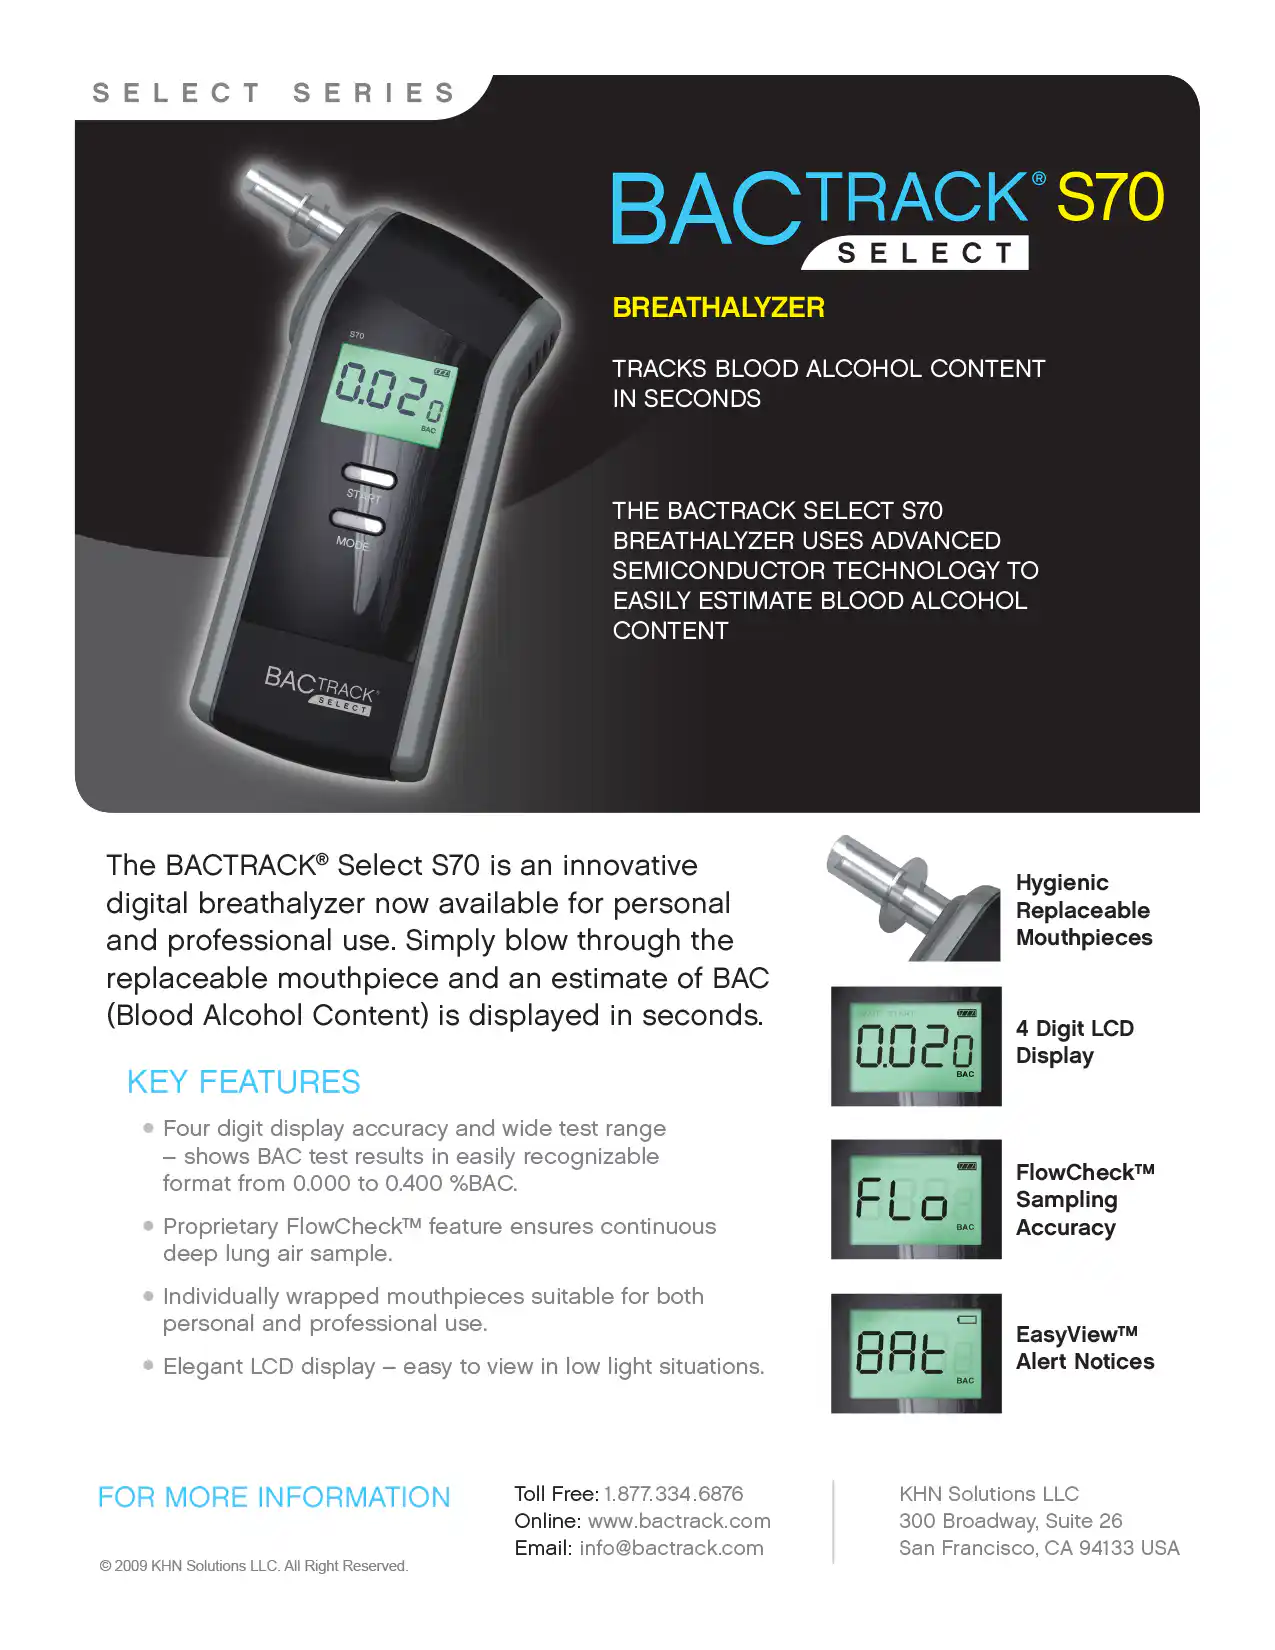 SELECT SERIES
BACTRACK® S70
SELECT
BREATHALYZER
TRACKS BLOOD ALCOHOL CONTENT
IN SECONDS
THE BACTRACK SELECT S70
BREATHALYZER USES ADVANCED
SEMICONDUCTOR TECHNOLOGY TO
EASILY ESTIMATE BLOOD ALCOHOL
CONTENT
S70
0.020
BAC
START
MODE
BACTRACK®
SELECT
The BACTRACK® Select S70 is an innovative
digital breathalyzer now available for personal
and professional use. Simply blow through the
replaceable mouthpiece and an estimate of BAC
(Blood Alcohol Content) is displayed in seconds.
KEY FEATURES
• Four digit display accuracy and wide test range
– shows BAC test results in easily recognizable
format from 0.000 to 0.400 %BAC.
• Proprietary FlowCheck™ feature ensures continuous
deep lung air sample.
• Individually wrapped mouthpieces suitable for both
personal and professional use.
• Elegant LCD display – easy to view in low light situations.
Hygienic
Replaceable
Mouthpieces
0.020
BAC
4 Digit LCD
Display
FLo
BAC
FlowCheck™
Sampling
Accuracy
BAt
BAC
EasyView™
Alert Notices
FOR MORE INFORMATION
© 2009 KHN Solutions LLC. All Right Reserved.
Toll Free: 1.877.334.6876
Online: www.bactrack.com
Email: info@bactrack.com
KHN Solutions LLC
300 Broadway, Suite 26
San Francisco, CA 94133 USA